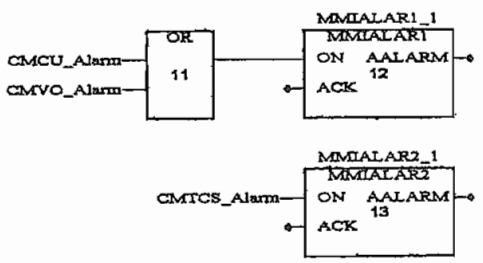 MMIALAR1_1
OR
MMIALAR1
CMCU_Alarm
ON AALARM
11
12
CMVO_Alarm
ACK
MMIALAR2_1
MMIALAR2
CMTCS_Alarm
ON AALARM
13
ACK